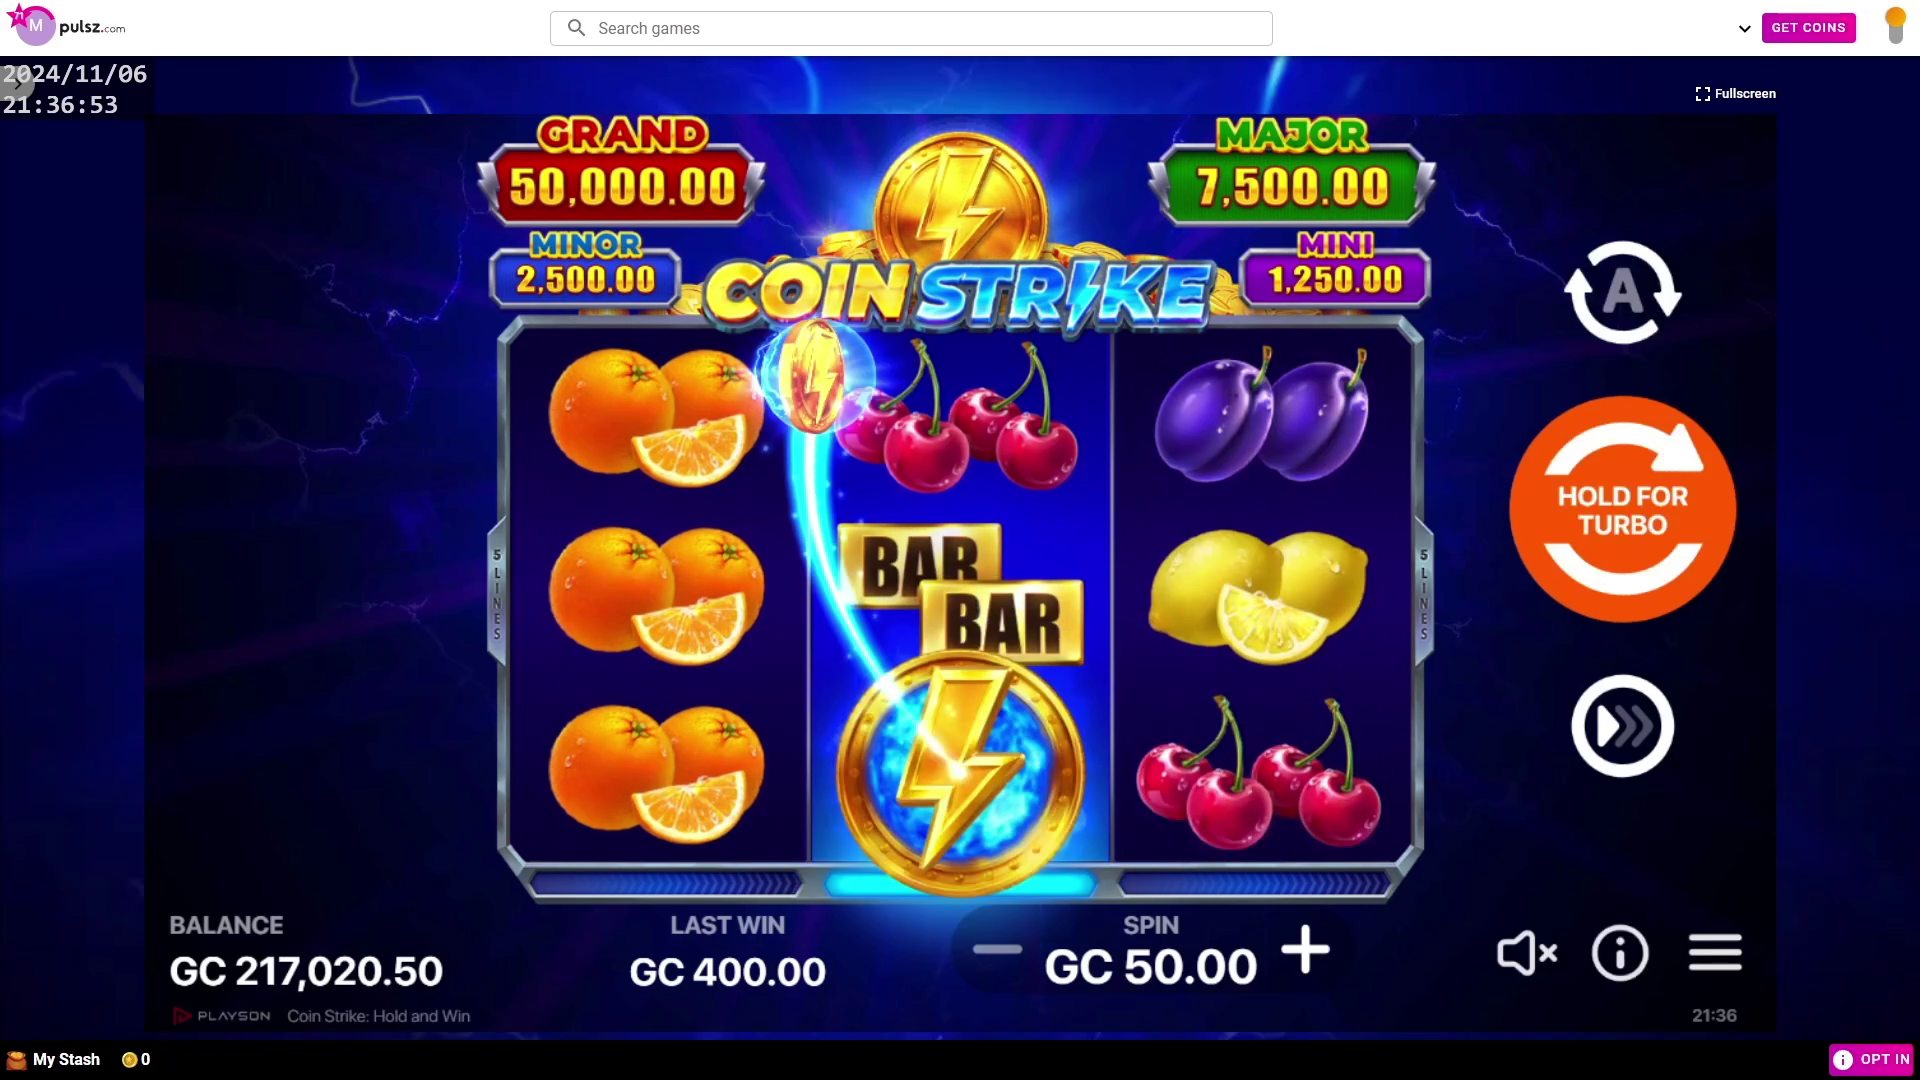 71
M
pulsz.com
Search games
GET COINS
2024/11/06
21:36:53
Fullscreen
GRAND
50,000.00
MAJOR
7,500.00
MINOR
2,500.00
MINI
1,250.00
COIN STRIKE
A
HOLD FOR
TURBO
5 LINES
5 LINES
BAR
BAR
BALANCE
GC 217,020.50
LAST WIN
GC 400.00
SPIN
GC 50.00
PLAYSON
Coin Strike: Hold and Win
21:36
My Stash
0
OPT IN